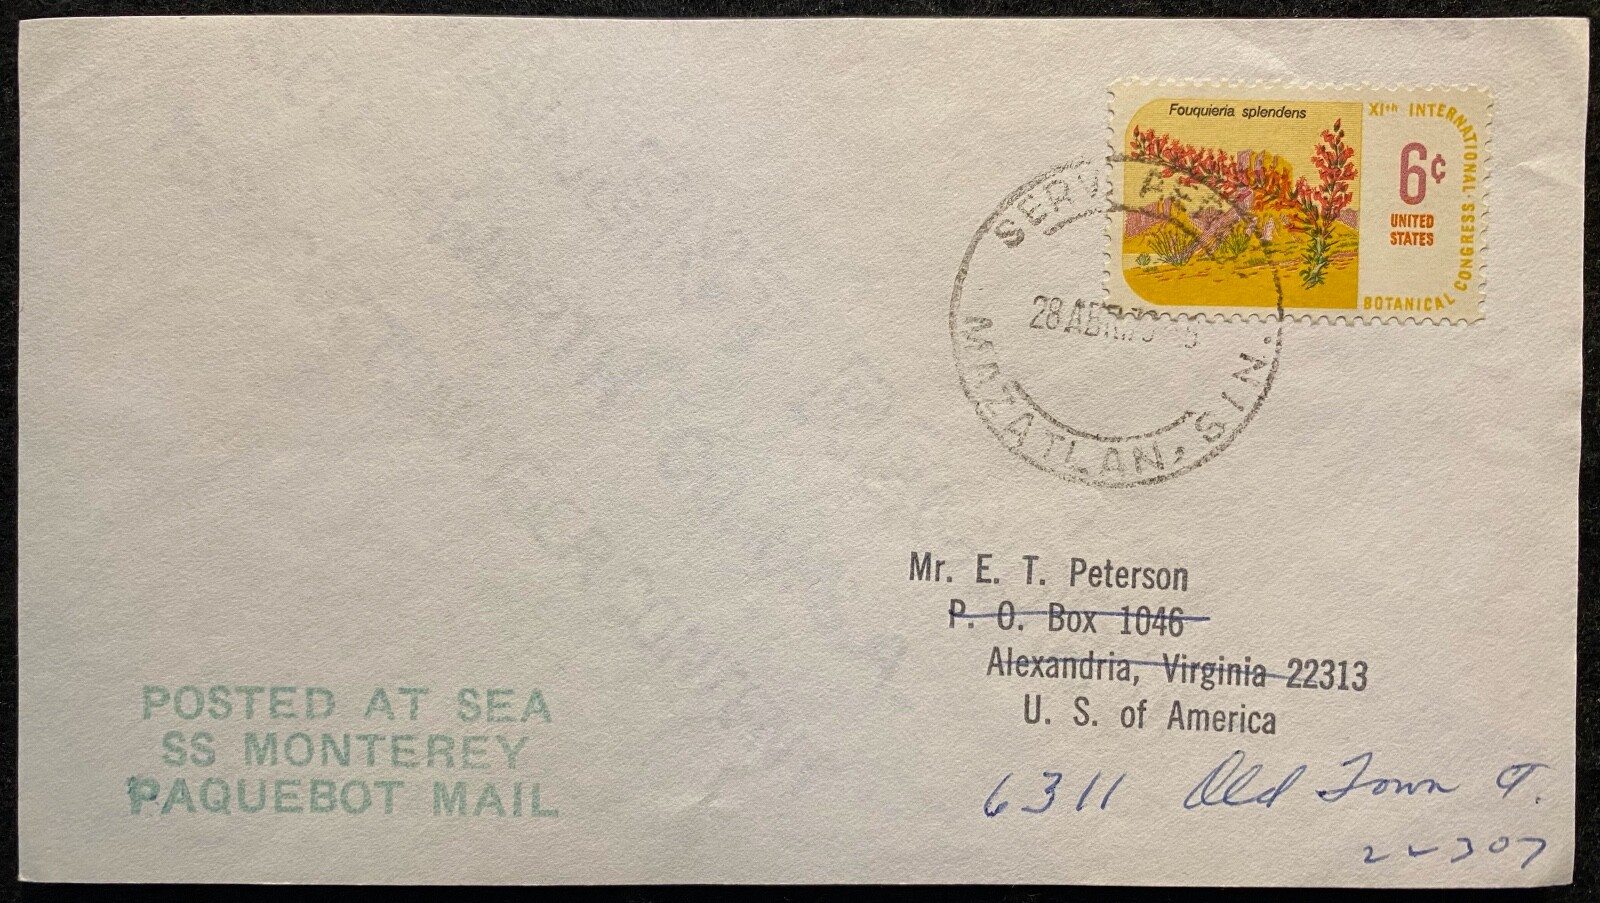 Fouquieria splendens
XIth INTERNATIONAL BOTANICAL CONGRESS
6¢
UNITED
STATES
28 ABR.
MAZATLAN, SIN.
Mr. E. T. Peterson
P. O. Box 1046
Alexandria, Virginia 22313
U. S. of America
6311 Old Town Ct.
22307
POSTED AT SEA
SS MONTEREY
PAQUEBOT MAIL